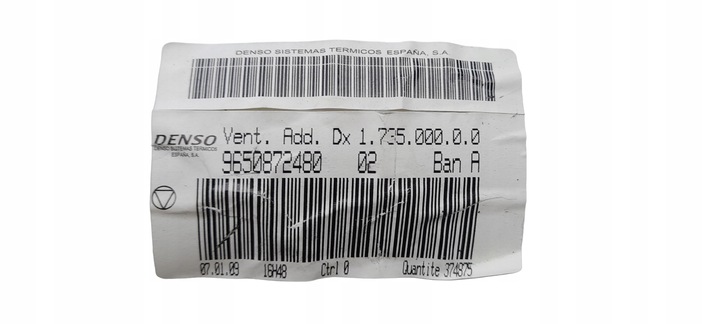 DENSO SISTEMAS TERMICOS ESPAÑA, S.A
DENSO Vent. Add. Dx 1.735.000.0.0
DENSO SISTEMAS TERMICOS
ESPAÑA, S.A.
9650872480 02 Ban A
07.01.09 16H48 Ctrl 0 Quantite 374875